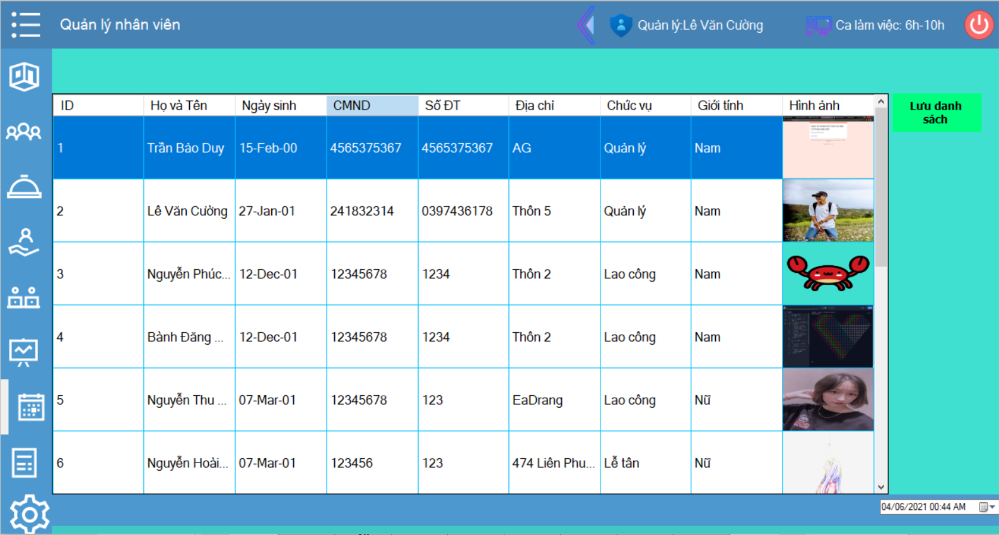 Quản lý nhân viên
Quản lý:Lê Văn Cường
Ca làm việc: 6h-10h
ID Họ và Tên Ngày sinh CMND Số ĐT Địa chỉ Chức vụ Giới tính Hình ảnh
Lưu danh
sách
1 Trần Bảo Duy 15-Feb-00 4565375367 4565375367 AG Quản lý Nam
2 Lê Văn Cường 27-Jan-01 241832314 0397436178 Thôn 5 Quản lý Nam
3 Nguyễn Phúc... 12-Dec-01 12345678 1234 Thôn 2 Lao công Nam
4 Bành Đăng ... 12-Dec-01 12345678 1234 Thôn 2 Lao công Nam
5 Nguyễn Thu ... 07-Mar-01 12345678 123 EaDrang Lao công Nữ
6 Nguyễn Hoài... 07-Mar-01 123456 123 474 Liên Phu... Lễ tân Nữ
04/06/2021 00:44 AM